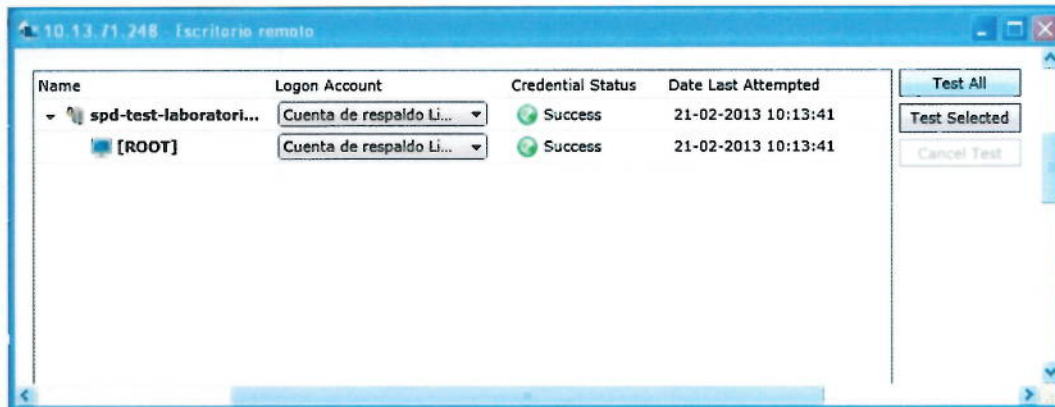 10.13.71.248 - Escritorio remoto
Name Logon Account Credential Status Date Last Attempted Test All
spd-test-laboratori... Cuenta de respaldo Li... Success 21-02-2013 10:13:41 Test Selected
[ROOT] Cuenta de respaldo Li... Success 21-02-2013 10:13:41 Cancel Test